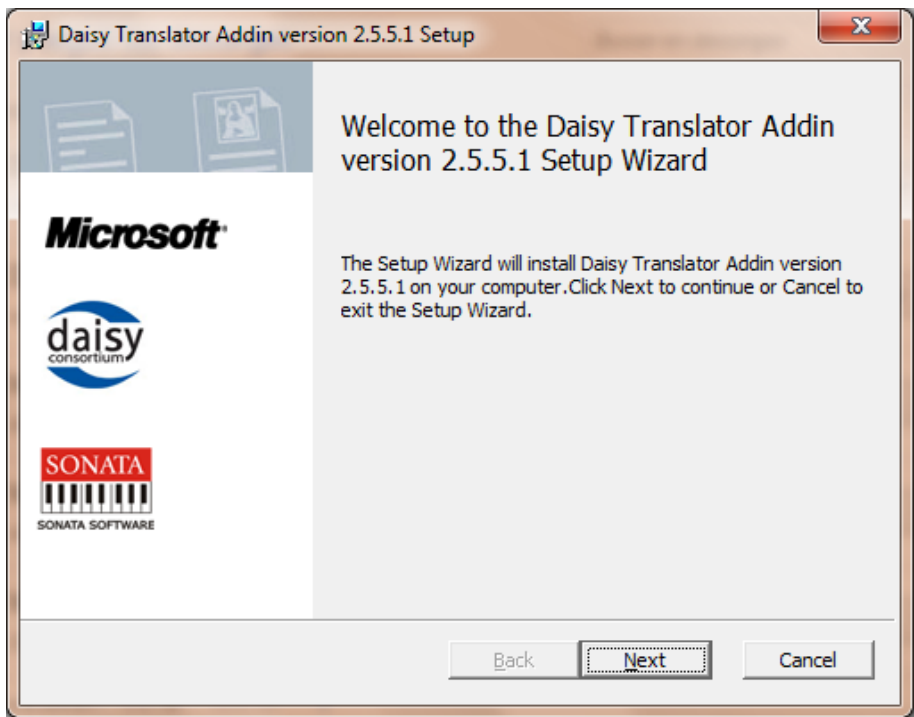 Daisy Translator Addin version 2.5.5.1 Setup
Welcome to the Daisy Translator Addin
version 2.5.5.1 Setup Wizard
Microsoft
The Setup Wizard will install Daisy Translator Addin version
2.5.5.1 on your computer.Click Next to continue or Cancel to
exit the Setup Wizard.
daisy
consortium
SONATA
SONATA SOFTWARE
Back
Next
Cancel